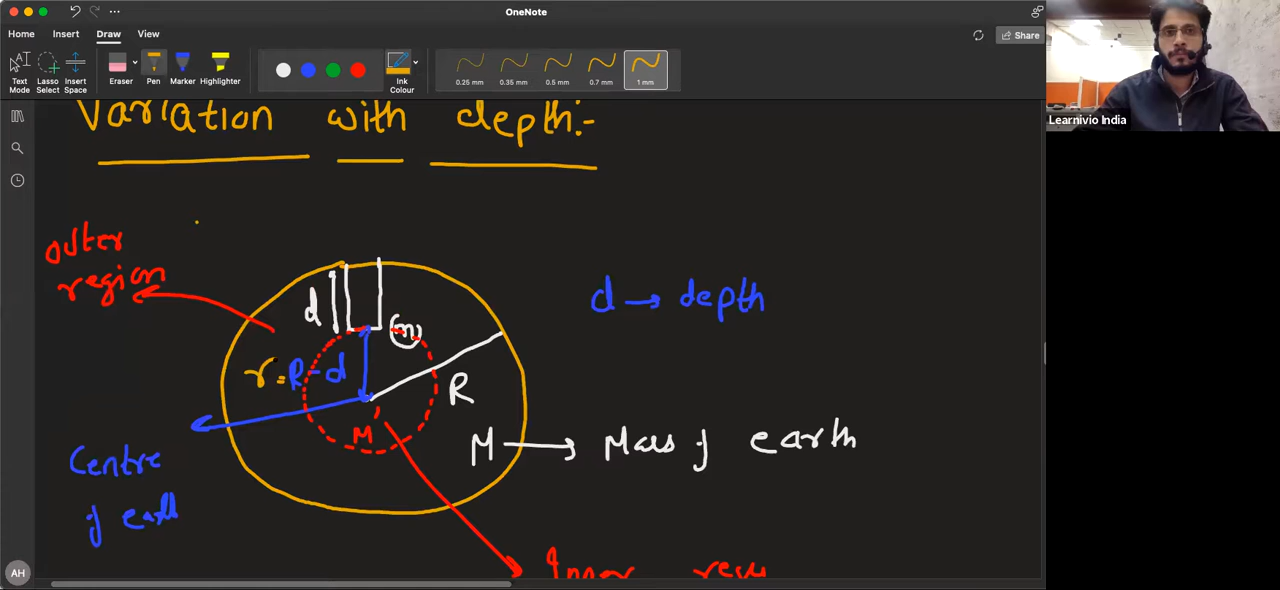 OneNote
Home Insert Draw View
Share
Text Mode
Lasso Select
Insert Space
Eraser
Pen
Marker
Highlighter
Ink Colour
0.25 mm 0.35 mm 0.5 mm 0.7 mm 1 mm
Learnivio India
Variation with depth:-
outer region
d
m
d → depth
r = R - d
R
M
M → Mass of earth
Centre of earth
Inner
AH